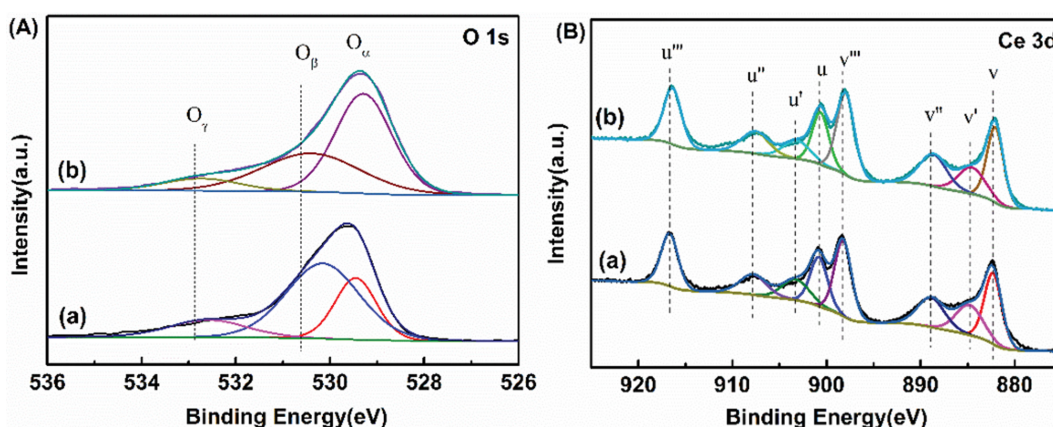 (A)
O 1s
Oγ
Oβ
Oα
(b)
(a)
Intensity(a.u.)
536 534 532 530 528 526
Binding Energy(eV)
(B)
Ce 3d
u''' u'' u' u v''' v'' v' v
(b)
(a)
Intensity(a.u.)
920 910 900 890 880
Binding Energy(eV)